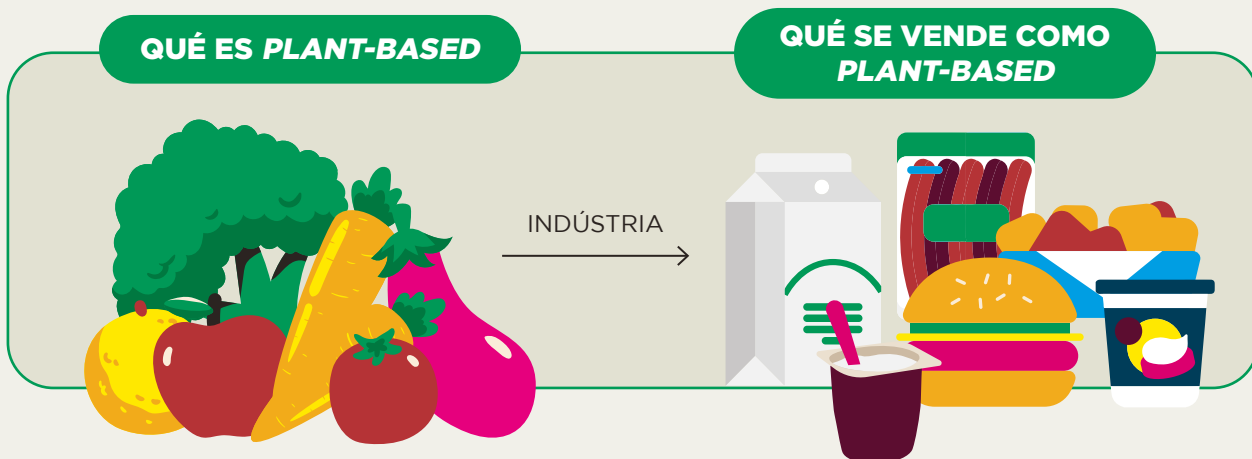 QUÉ ES PLANT-BASED
QUÉ SE VENDE COMO
PLANT-BASED
INDÚSTRIA